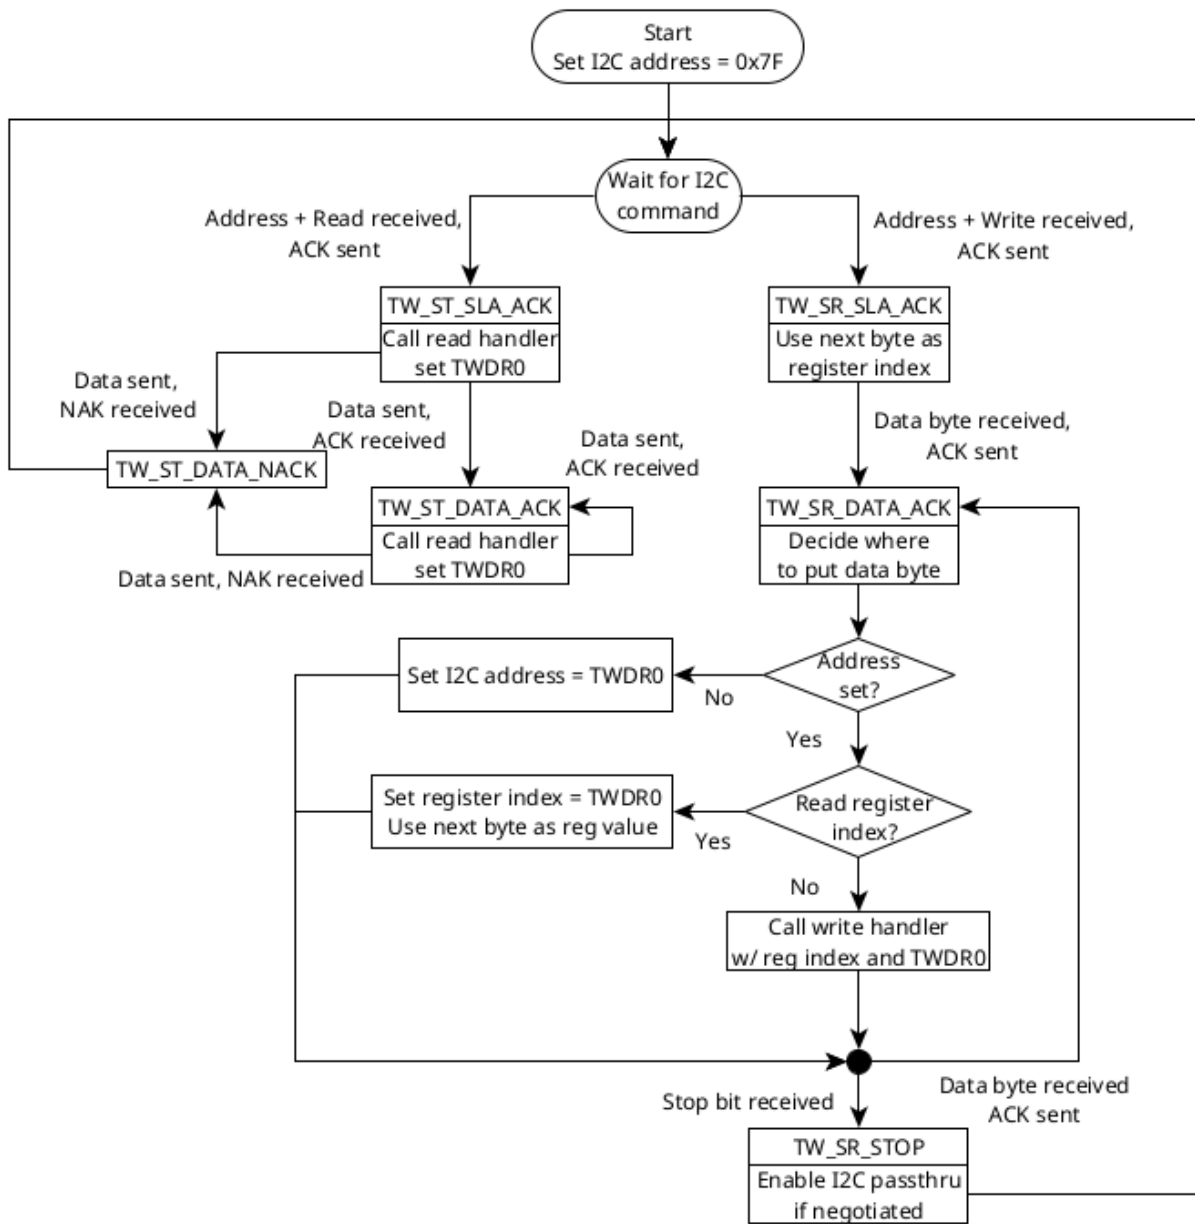 Start
Set I2C address = 0x7F
Wait for I2C
command
Address + Read received,
ACK sent
Address + Write received,
ACK sent
TW_ST_SLA_ACK
Call read handler
set TWDR0
TW_SR_SLA_ACK
Use next byte as
register index
Data sent,
NAK received
Data sent,
ACK received
Data sent,
ACK received
Data byte received,
ACK sent
TW_ST_DATA_NACK
TW_ST_DATA_ACK
Call read handler
set TWDR0
Data sent, NAK received
TW_SR_DATA_ACK
Decide where
to put data byte
Address
set?
No
Set I2C address = TWDR0
Yes
Read register
index?
Yes
Set register index = TWDR0
Use next byte as reg value
No
Call write handler
w/ reg index and TWDR0
Stop bit received
Data byte received
ACK sent
TW_SR_STOP
Enable I2C passthru
if negotiated